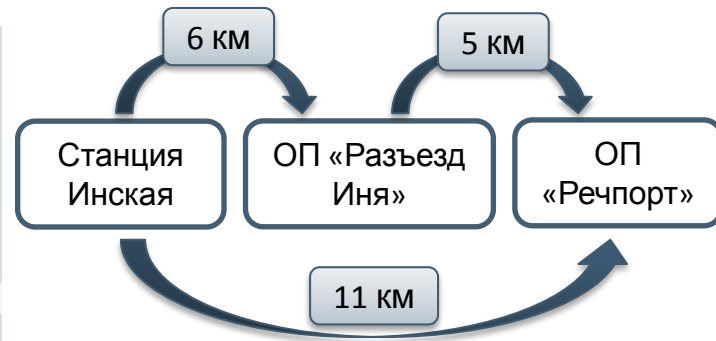 6 км
5 км
Станция
Инская
ОП «Разъезд
Иня»
ОП
«Речпорт»
11 км